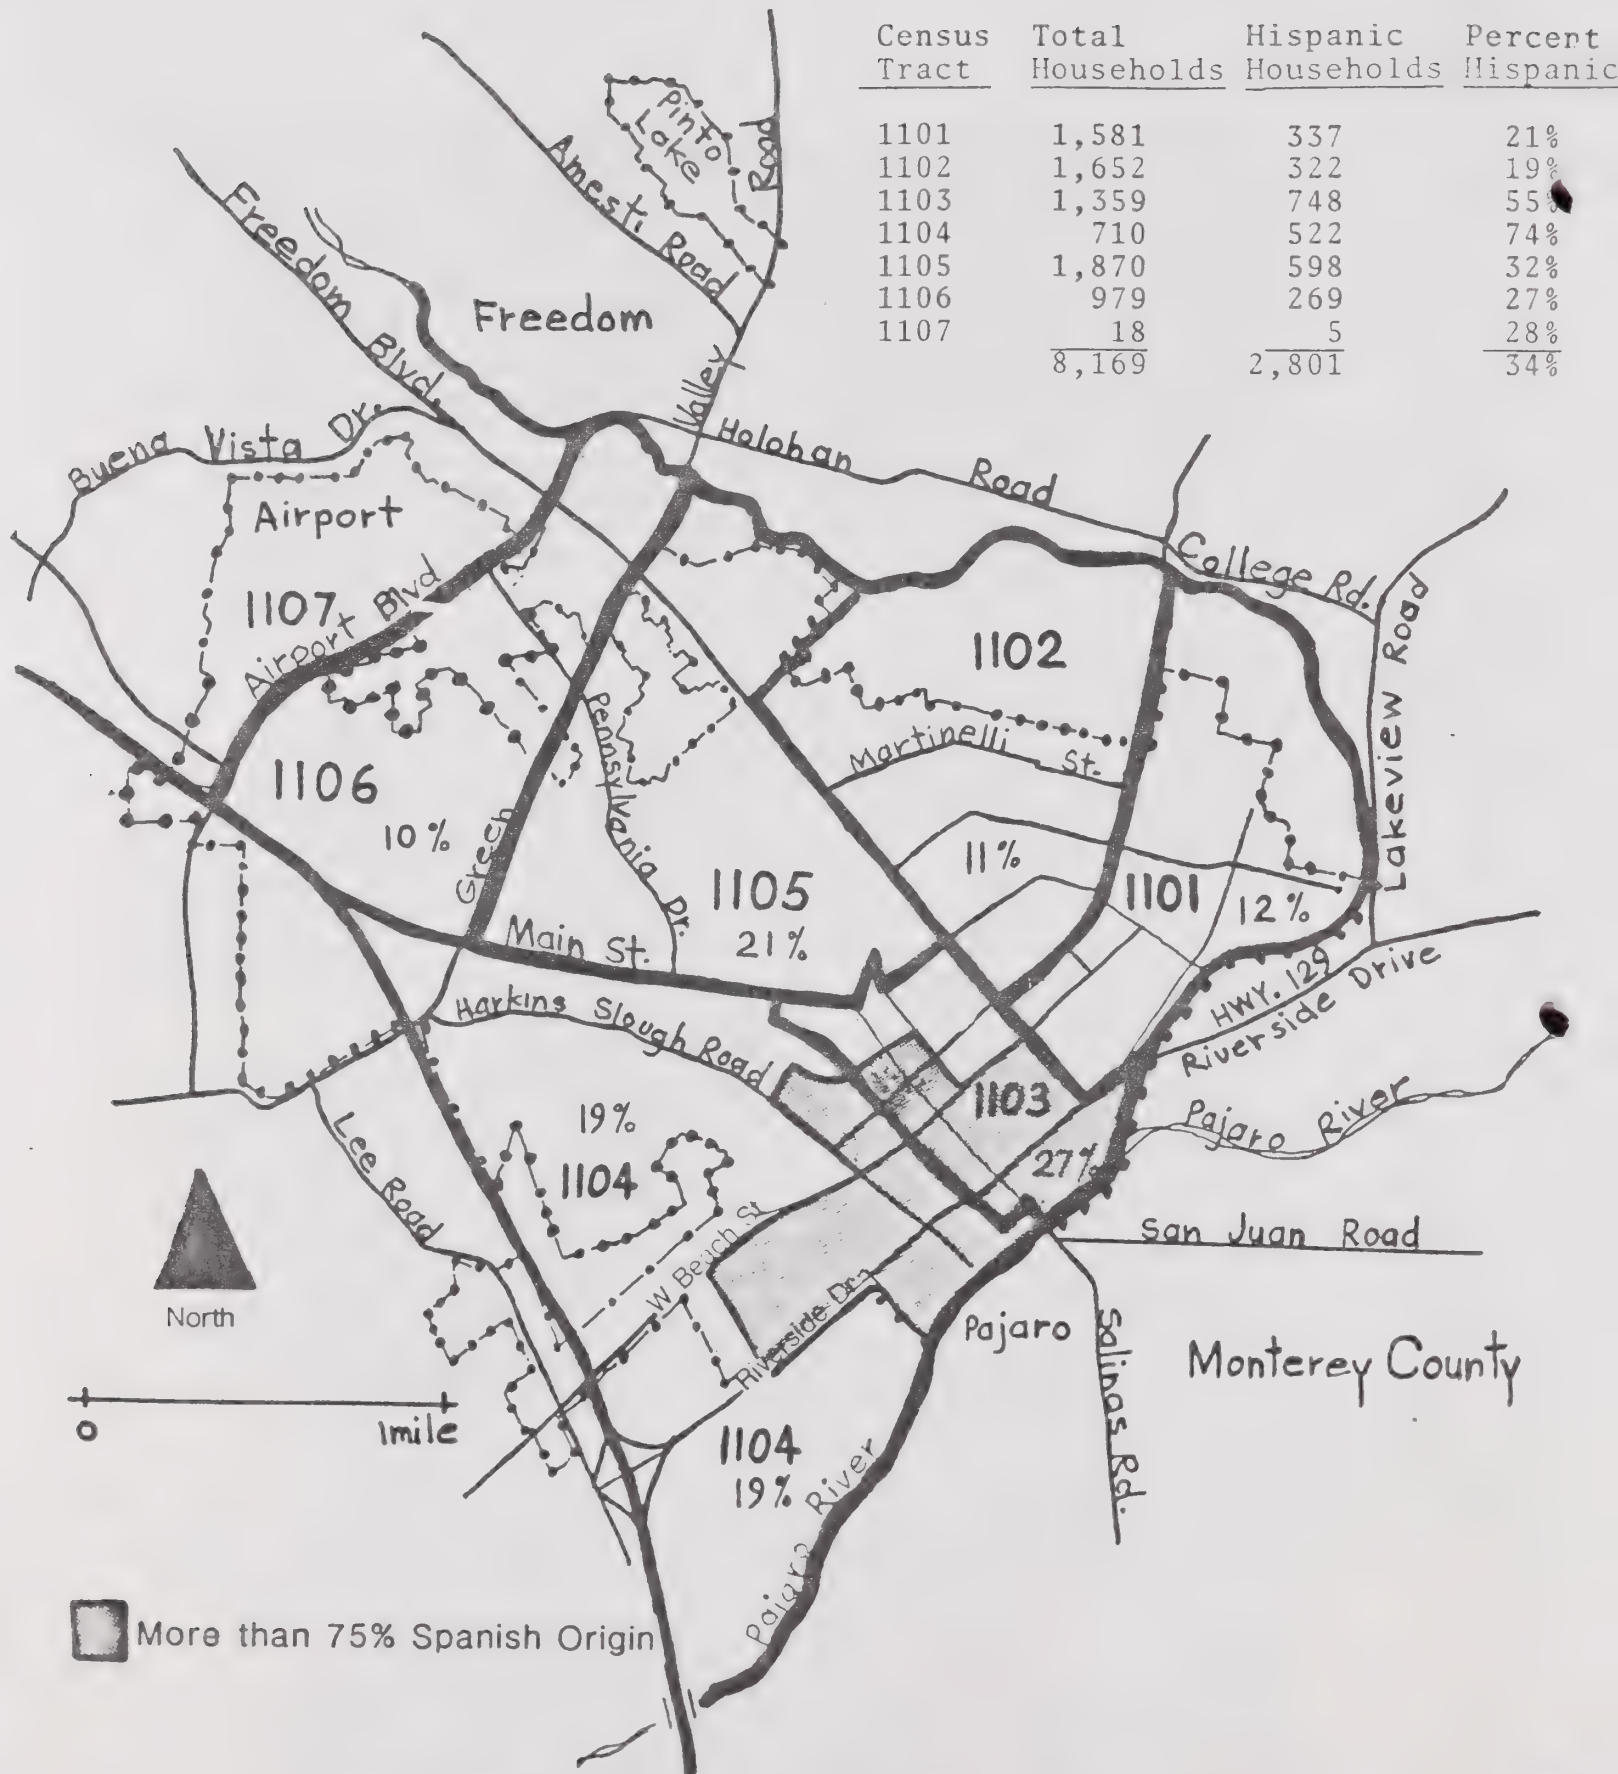 Census Total Hispanic Percent
Tract Households Households Hispanic
1101 1,581 337 21%
1102 1,652 322 19%
1103 1,359 748 55%
1104 710 522 74%
1105 1,870 598 32%
1106 979 269 27%
1107 18 5 28%
8,169 2,801 34%
Pinto
Lake
Road
Amesti Road
Freedom
Blvd.
Freedom
Valley
Holohan Road
Buena Vista Dr.
Airport
College Rd.
1107
Airport Blvd
1102
Lakeview Road
Pennsylvania Dr.
Martinelli St.
1106
10%
Green
11%
1105
21%
1101
12%
Main St.
HWY. 129
Riverside Drive
Harkins Slough Road
1103
27%
Pajaro River
19%
1104
Lee Road
W Beach St
San Juan Road
North
Riverside Dr.
Pajaro
Salinas Rd.
Monterey County
0 1mile
1104
19%
Pajaro River
More than 75% Spanish Origin